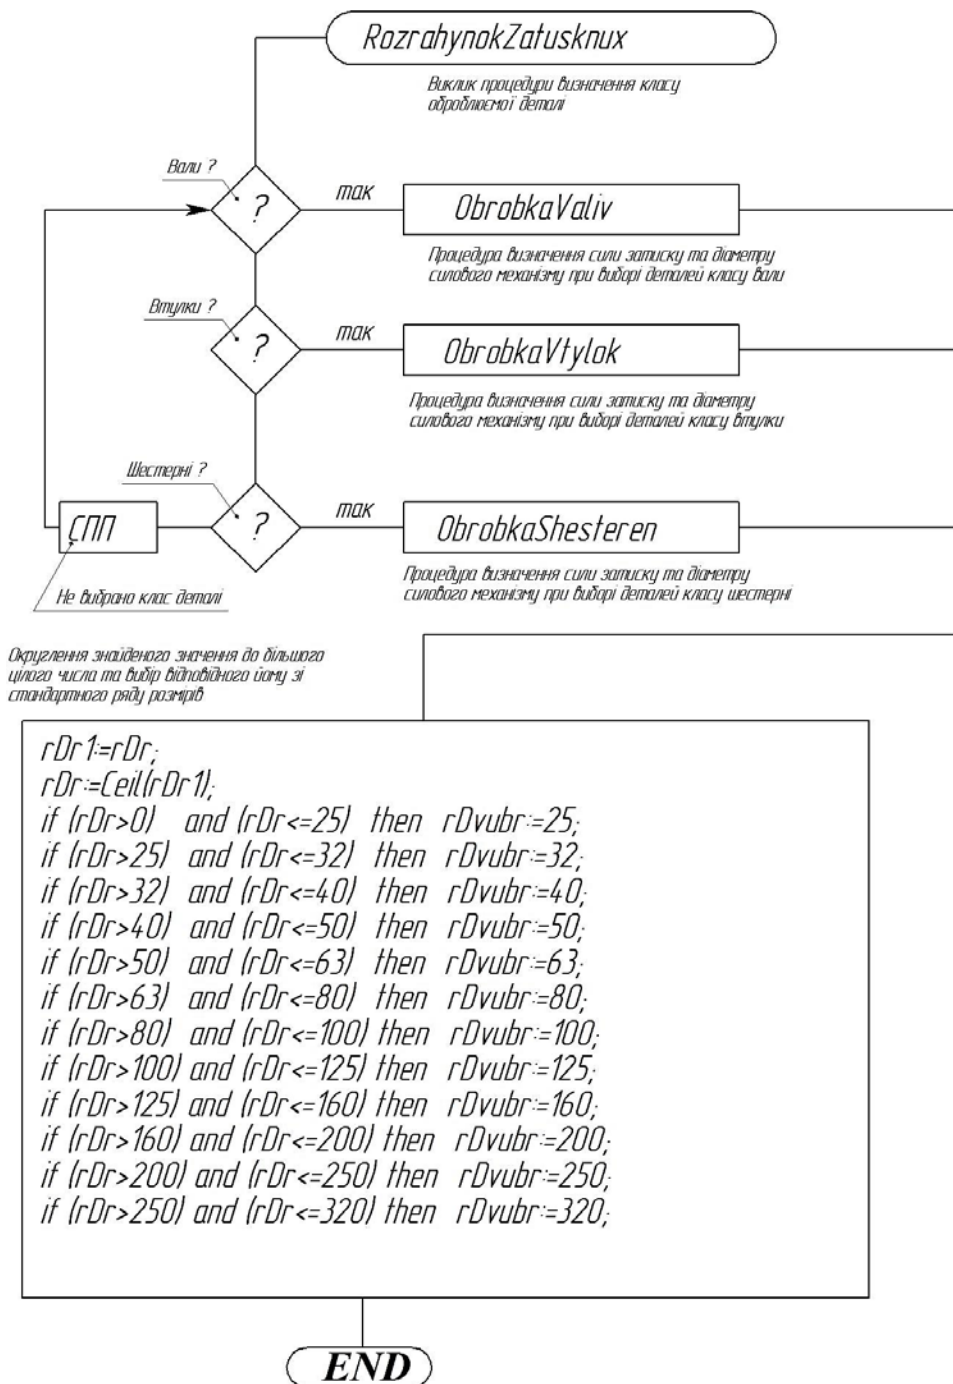 RozrahynokZatusknux
Виклик процедури визначення класу
оброблюємої деталі
Вали ?
?
так
ObrobkaValiv
Процедура визначення сили затиску та діаметру
силового механізму при виборі деталей класу вали
Втулки ?
?
так
ObrobkaVtylok
Процедура визначення сили затиску та діаметру
силового механізму при виборі деталей класу втулки
Шестерні ?
?
так
ObrobkaShesteren
СПП
Процедура визначення сили затиску та діаметру
силового механізму при виборі деталей класу шестерні
Не вибрано клас деталі
Округлення знайденого значення до більшого
цілого числа та вибір відповідного йому зі
стандартного ряду розмірів
rDr1:=rDr;
rDr:=Ceil(rDr1);
if (rDr>0) and (rDr<=25) then rDvubr:=25;
if (rDr>25) and (rDr<=32) then rDvubr:=32;
if (rDr>32) and (rDr<=40) then rDvubr:=40;
if (rDr>40) and (rDr<=50) then rDvubr:=50;
if (rDr>50) and (rDr<=63) then rDvubr:=63;
if (rDr>63) and (rDr<=80) then rDvubr:=80;
if (rDr>80) and (rDr<=100) then rDvubr:=100;
if (rDr>100) and (rDr<=125) then rDvubr:=125;
if (rDr>125) and (rDr<=160) then rDvubr:=160;
if (rDr>160) and (rDr<=200) then rDvubr:=200;
if (rDr>200) and (rDr<=250) then rDvubr:=250;
if (rDr>250) and (rDr<=320) then rDvubr:=320;
END